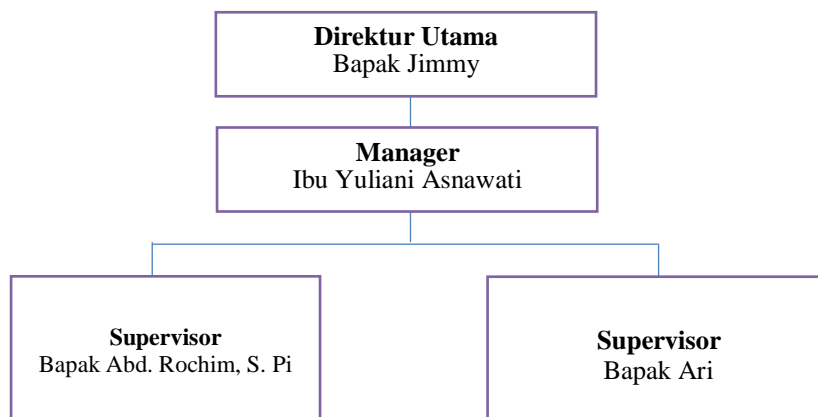 Direktur Utama
Bapak Jimmy
Manager
Ibu Yuliani Asnawati
Supervisor
Bapak Abd. Rochim, S. Pi
Supervisor
Bapak Ari